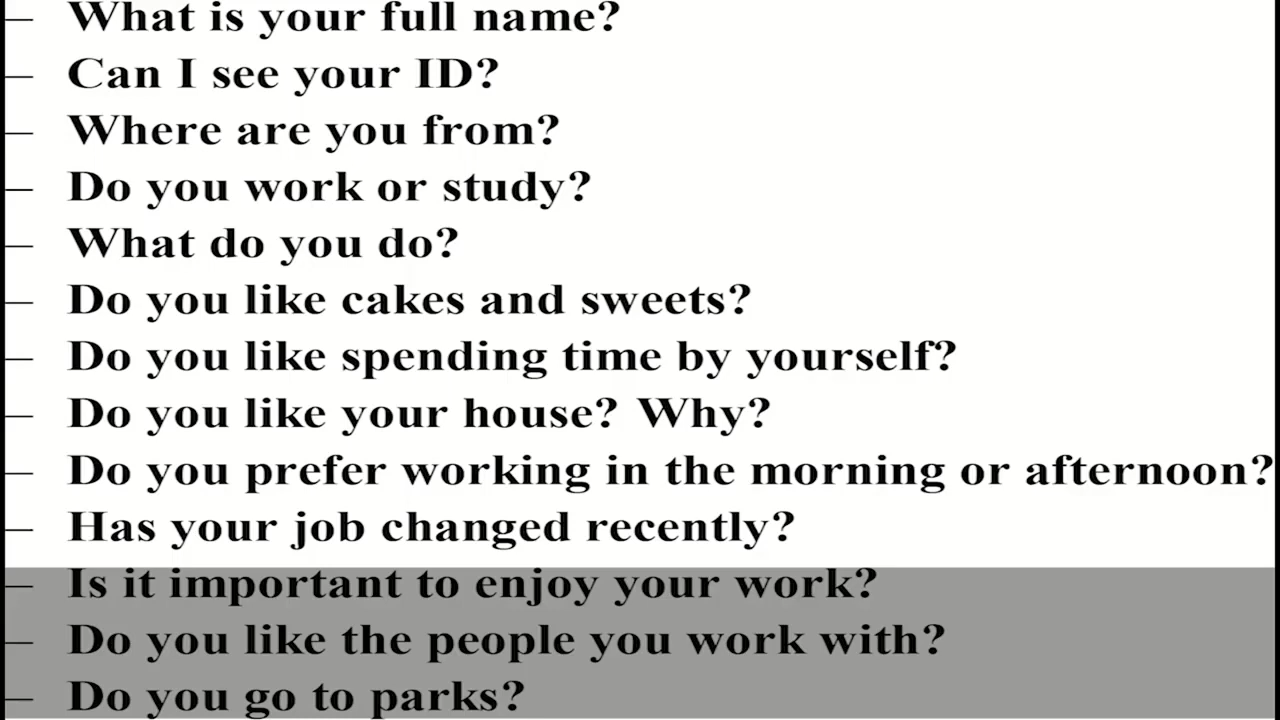 — What is your full name?
— Can I see your ID?
— Where are you from?
— Do you work or study?
— What do you do?
— Do you like cakes and sweets?
— Do you like spending time by yourself?
— Do you like your house? Why?
— Do you prefer working in the morning or afternoon?
— Has your job changed recently?
— Is it important to enjoy your work?
— Do you like the people you work with?
— Do you go to parks?